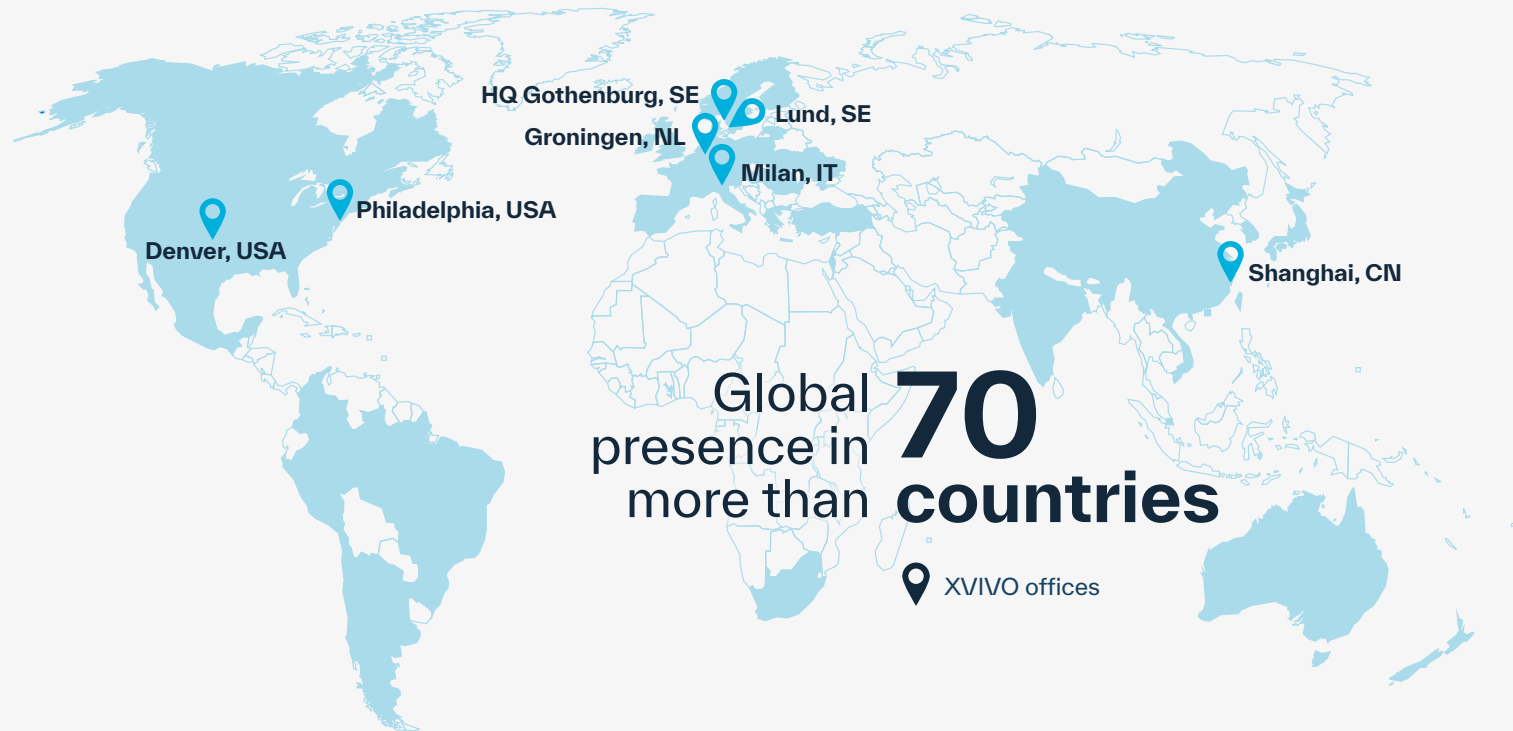 HQ Gothenburg, SE
Lund, SE
Groningen, NL
Milan, IT
Philadelphia, USA
Denver, USA
Shanghai, CN
Global
presence in
more than
70
countries
XVIVO offices